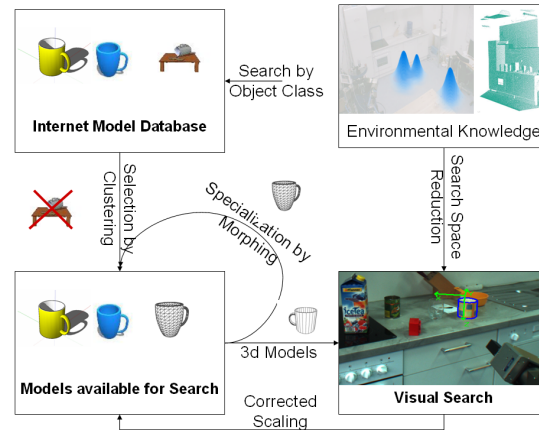 Search by
Object Class
Internet Model Database
Environmental Knowledge
Selection by
Clustering
Specialization by
Morphing
Search Space
Reduction
3d Models
Models available for Search
Visual Search
Corrected
Scaling